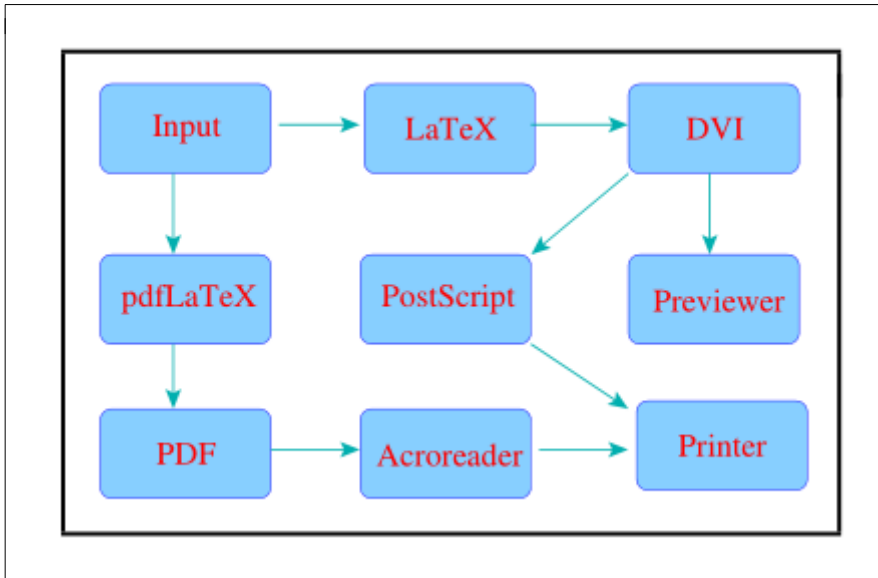 Input
LaTeX
DVI
pdfLaTeX
PostScript
Previewer
PDF
Acroreader
Printer